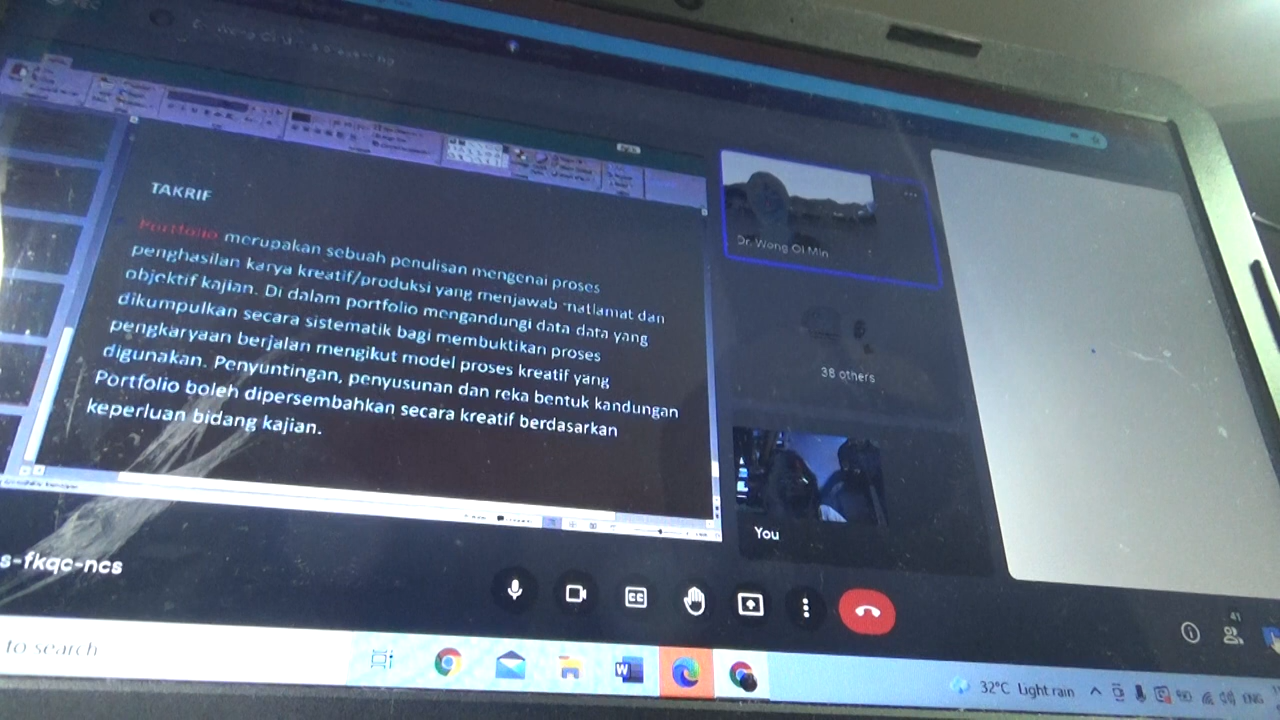 TAKRIF
Portfolio merupakan sebuah penulisan mengenai proses
penghasilan karya kreatif/produksi yang menjawab matlamat dan
objektif kajian. Di dalam portfolio mengandungi data-data yang
dikumpulkan secara sistematik bagi membuktikan proses
pengkaryaan berjalan mengikut model proses kreatif yang
digunakan. Penyuntingan, penyusunan dan reka bentuk kandungan
Portfolio boleh dipersembahkan secara kreatif berdasarkan
keperluan bidang kajian.
Dr. Wong Oi Min
38 others
You
s-fkqc-ncs
CC
41
to search
W
32°C Light rain
ENG